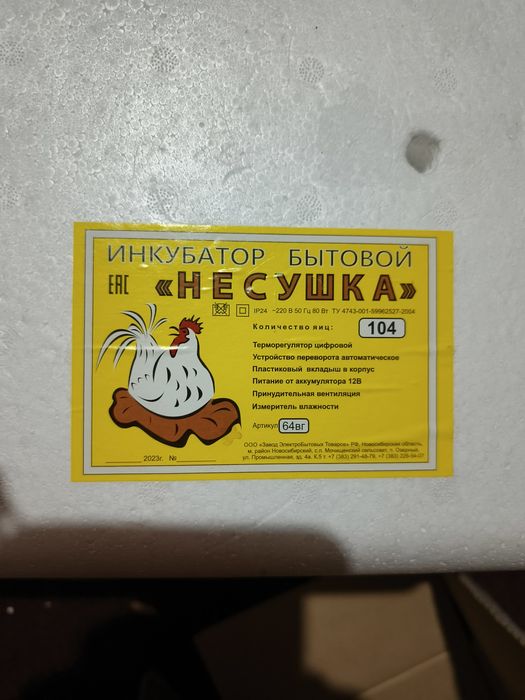 ИНКУБАТОР БЫТОВОЙ
ЕАС «НЕСУШКА»
IP24 ~220 В 50 Гц 80 Вт ТУ 4743-001-59962527-2004
Количество яиц: 104
Терморегулятор цифровой
Устройство переворота автоматическое
Пластиковый вкладыш в корпус
Питание от аккумулятора 12В
Принудительная вентиляция
Измеритель влажности
Артикул 64вг
ООО «Завод ЭлектроБытовых Товаров» РФ, Новосибирская область,
м. район Новосибирский, с.п. Мочищенский сельсовет, п. Озерный,
ул. Промышленная, зд. 4а, К.5 т. +7 (383) 291-48-79, +7 (383)
2023г. №